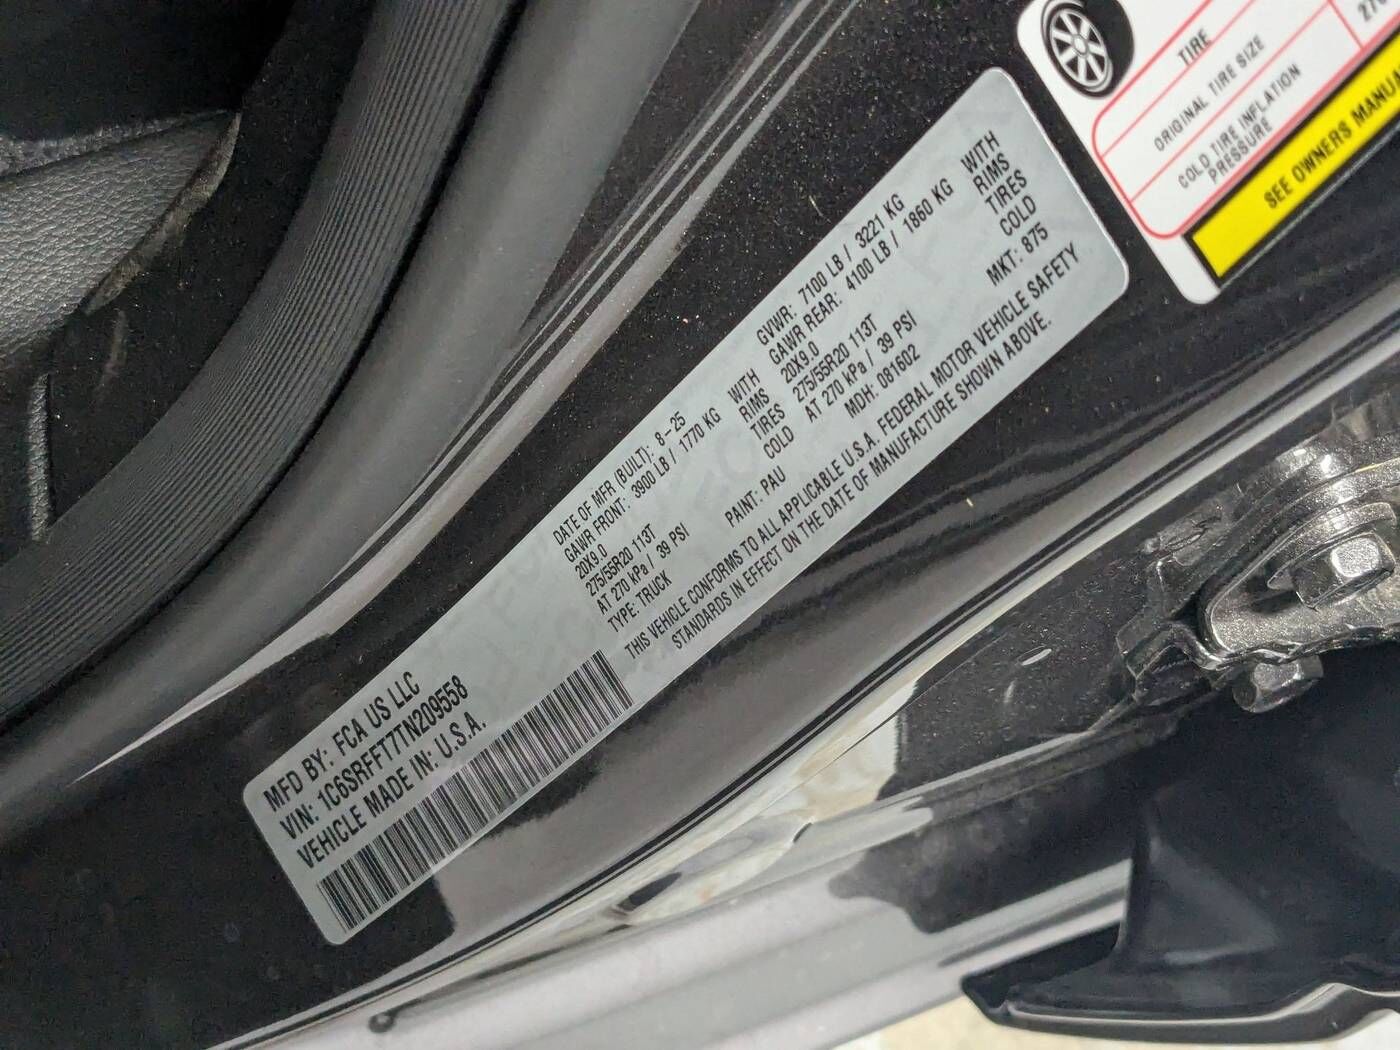 MFD BY: FCA US LLC
VIN: 1C6SRFFT7TN209558
VEHICLE MADE IN: U.S.A.
DATE OF MFR (BUILT): 8-25
GAWR FRONT: 3900 LB / 1770 KG WITH
20X9.0 RIMS
275/55R20 113T TIRES
AT 270 kPa / 39 PSI COLD
TYPE: TRUCK PAINT: PAU
GVWR: 7100 LB / 3221 KG
GAWR REAR: 4100 LB / 1860 KG WITH
20X9.0 RIMS
275/55R20 113T TIRES
AT 270 kPa / 39 PSI COLD
MDH: 081602 MKT: 875
THIS VEHICLE CONFORMS TO ALL APPLICABLE U.S.A. FEDERAL MOTOR VEHICLE SAFETY
STANDARDS IN EFFECT ON THE DATE OF MANUFACTURE SHOWN ABOVE.
TIRE
ORIGINAL TIRE SIZE
COLD TIRE INFLATION
PRESSURE
SEE OWNERS